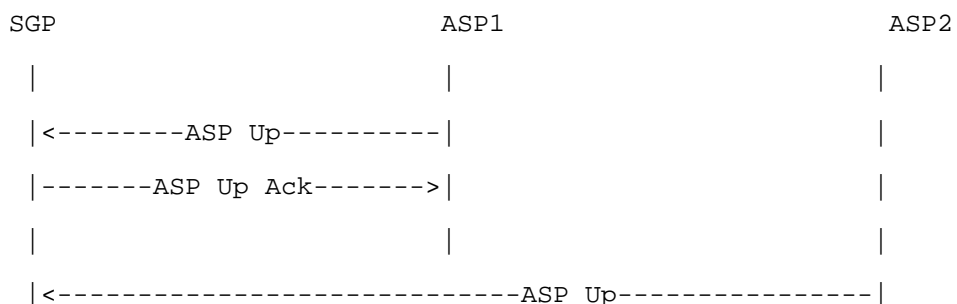 SGP ASP1 ASP2
| | |
|<--------ASP Up----------| |
|-------ASP Up Ack------->| |
| | |
|<-----------------------------ASP Up----------------|